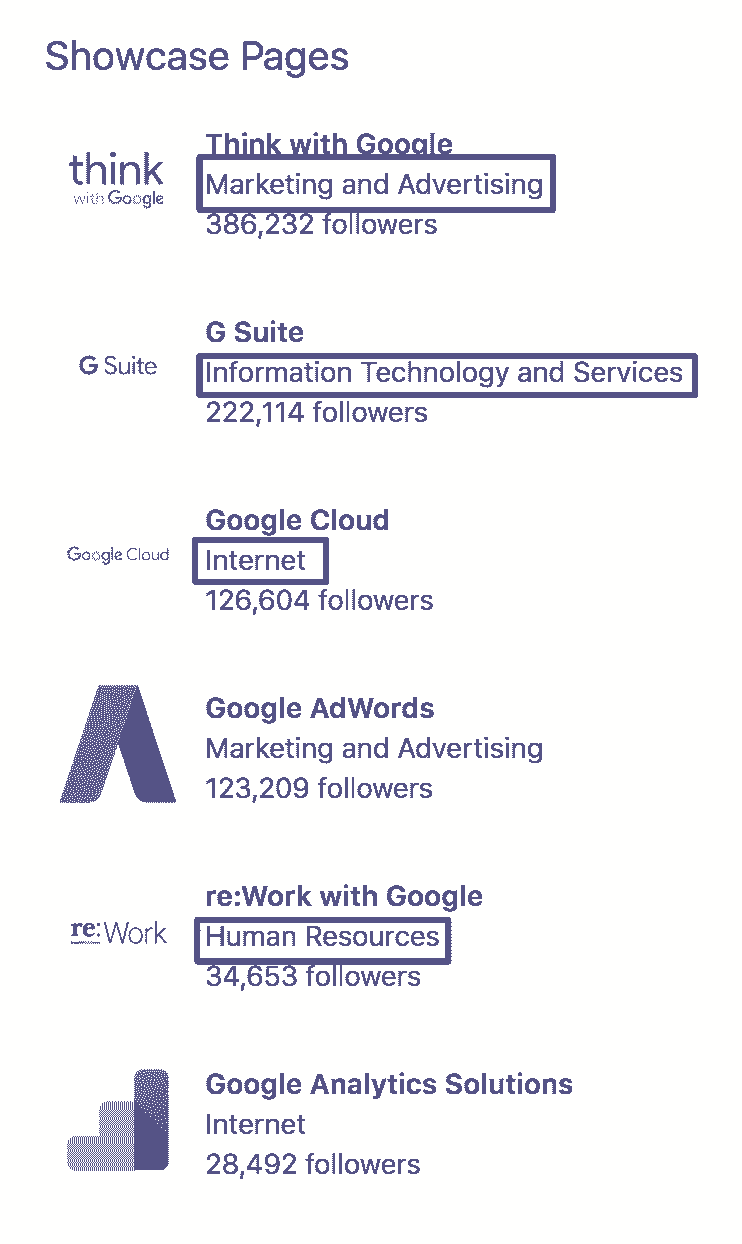 Showcase Pages
think
with Google
Think with Google
Marketing and Advertising
386,232 followers
G Suite
G Suite
Information Technology and Services
222,114 followers
Google Cloud
Google Cloud
Internet
126,604 followers
Google AdWords
Marketing and Advertising
123,209 followers
re:Work
re:Work with Google
Human Resources
34,653 followers
Google Analytics Solutions
Internet
28,492 followers